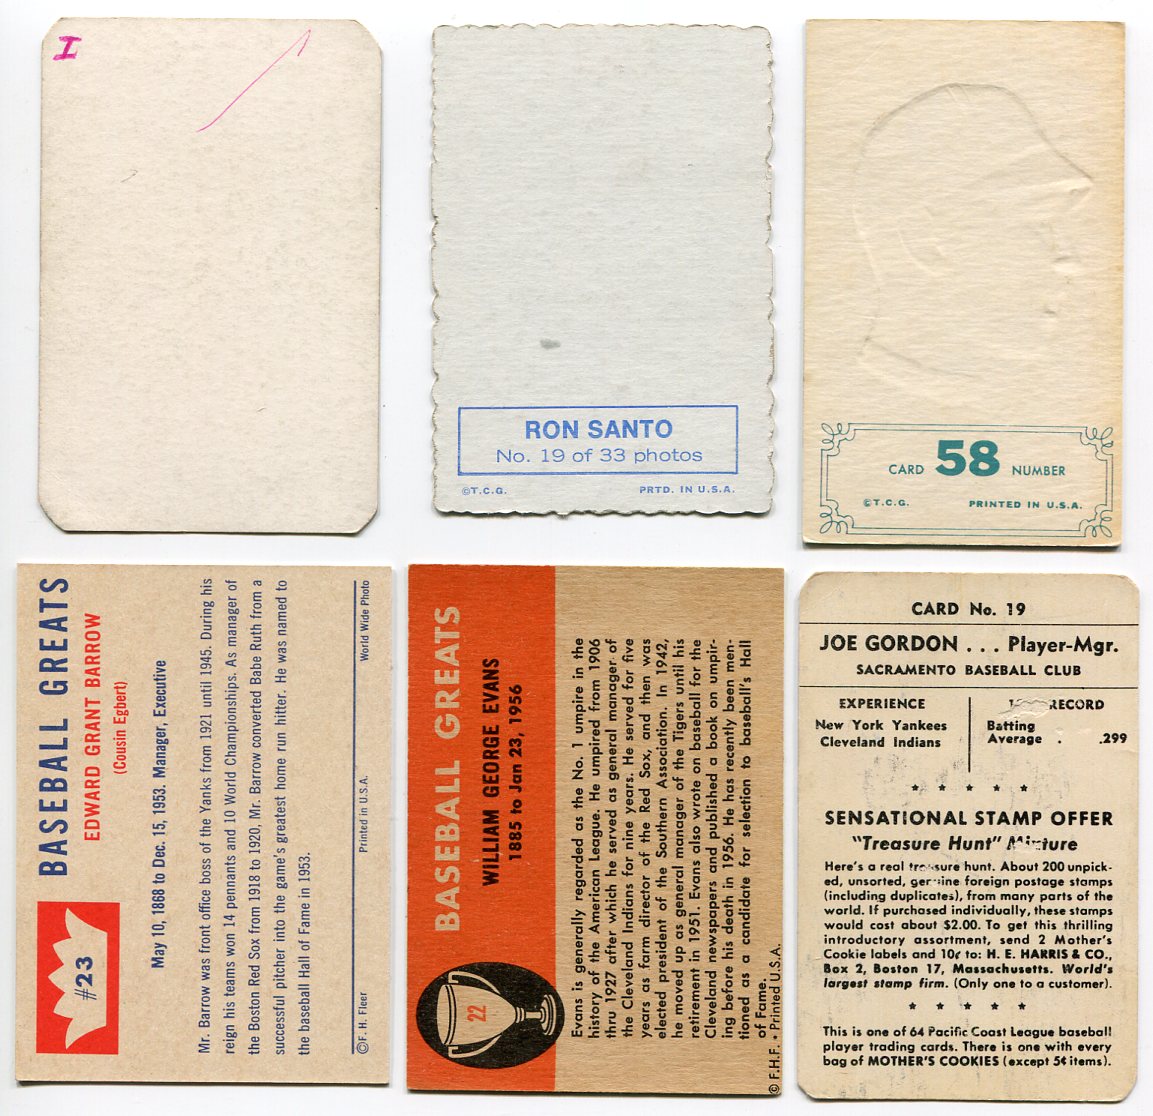 I
RON SANTO
No. 19 of 33 photos
©T.C.G. PRTD. IN U.S.A.
CARD 58 NUMBER
©T.C.G. PRINTED IN U.S.A.
#23
BASEBALL GREATS
EDWARD GRANT BARROW
(Cousin Egbert)
May 10, 1868 to Dec. 15, 1953. Manager, Executive
Mr. Barrow was front office boss of the Yanks from 1921 until 1945. During his
reign his teams won 14 pennants and 10 World Championships. As manager of
the Boston Red Sox from 1918 to 1920, Mr. Barrow converted Babe Ruth from a
successful pitcher into the game's greatest home run hitter. He was named to
the baseball Hall of Fame in 1953.
©F. H. Fleer Printed in U.S.A. World Wide Photo
22
BASEBALL GREATS
WILLIAM GEORGE EVANS
1885 to Jan 23, 1956
Evans is generally regarded as the No. 1 umpire in the
history of the American League. He umpired from 1906
thru 1927 after which he served as general manager of
the Cleveland Indians for nine years. He served for five
years as farm director of the Red Sox, and then was
elected president of the Southern Association. In 1942,
he moved up as general manager of the Tigers until his
retirement in 1951. Evans also wrote on baseball for the
Cleveland newspapers and published a book on umpir-
ing before his death in 1956. He has recently been men-
tioned as a candidate for selection to baseball's Hall
of Fame.
© F.H.F. • Printed U.S.A.
CARD No. 19
JOE GORDON . . . Player-Mgr.
SACRAMENTO BASEBALL CLUB
EXPERIENCE
New York Yankees
Cleveland Indians
RECORD
Batting
Average . .299
★ ★ ★ ★ ★
SENSATIONAL STAMP OFFER
"Treasure Hunt" Mixture
Here's a real treasure hunt. About 200 unpick-
ed, unsorted, genuine foreign postage stamps
(including duplicates), from many parts of the
world. If purchased individually, these stamps
would cost about $2.00. To get this thrilling
introductory assortment, send 2 Mother's
Cookie labels and 10¢ to: H. E. HARRIS & CO.,
Box 2, Boston 17, Massachusetts. World's
largest stamp firm. (Only one to a customer).
★ ★ ★ ★ ★
This is one of 64 Pacific Coast League baseball
player trading cards. There is one with every
bag of MOTHER'S COOKIES (except 5¢ items).